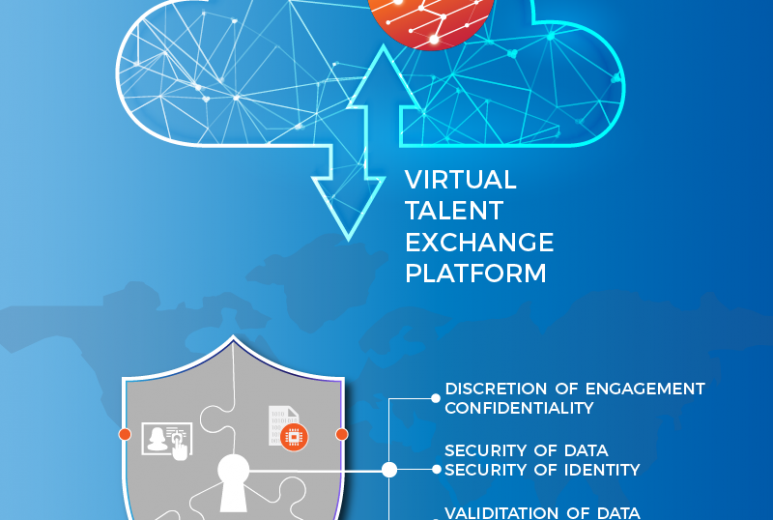 VIRTUAL
TALENT
EXCHANGE
PLATFORM
DISCRETION OF ENGAGEMENT
CONFIDENTIALITY
SECURITY OF DATA
SECURITY OF IDENTITY
VALIDITATION OF DATA